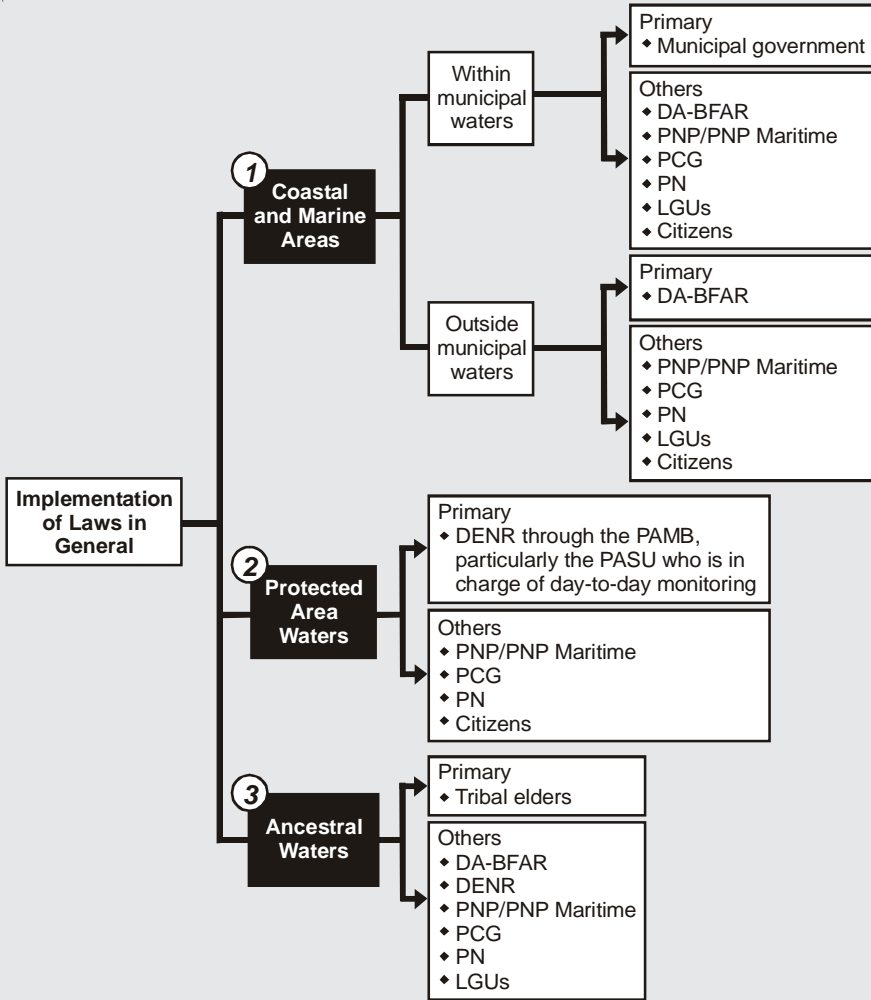 Implementation
of Laws in
General
1
Coastal
and Marine
Areas
Within
municipal
waters
Primary
◆ Municipal government
Others
◆ DA-BFAR
◆ PNP/PNP Maritime
◆ PCG
◆ PN
◆ LGUs
◆ Citizens
Outside
municipal
waters
Primary
◆ DA-BFAR
Others
◆ PNP/PNP Maritime
◆ PCG
◆ PN
◆ LGUs
◆ Citizens
2
Protected
Area
Waters
Primary
◆ DENR through the PAMB,
particularly the PASU who is in
charge of day-to-day monitoring
Others
◆ PNP/PNP Maritime
◆ PCG
◆ PN
◆ Citizens
3
Ancestral
Waters
Primary
◆ Tribal elders
Others
◆ DA-BFAR
◆ DENR
◆ PNP/PNP Maritime
◆ PCG
◆ PN
◆ LGUs